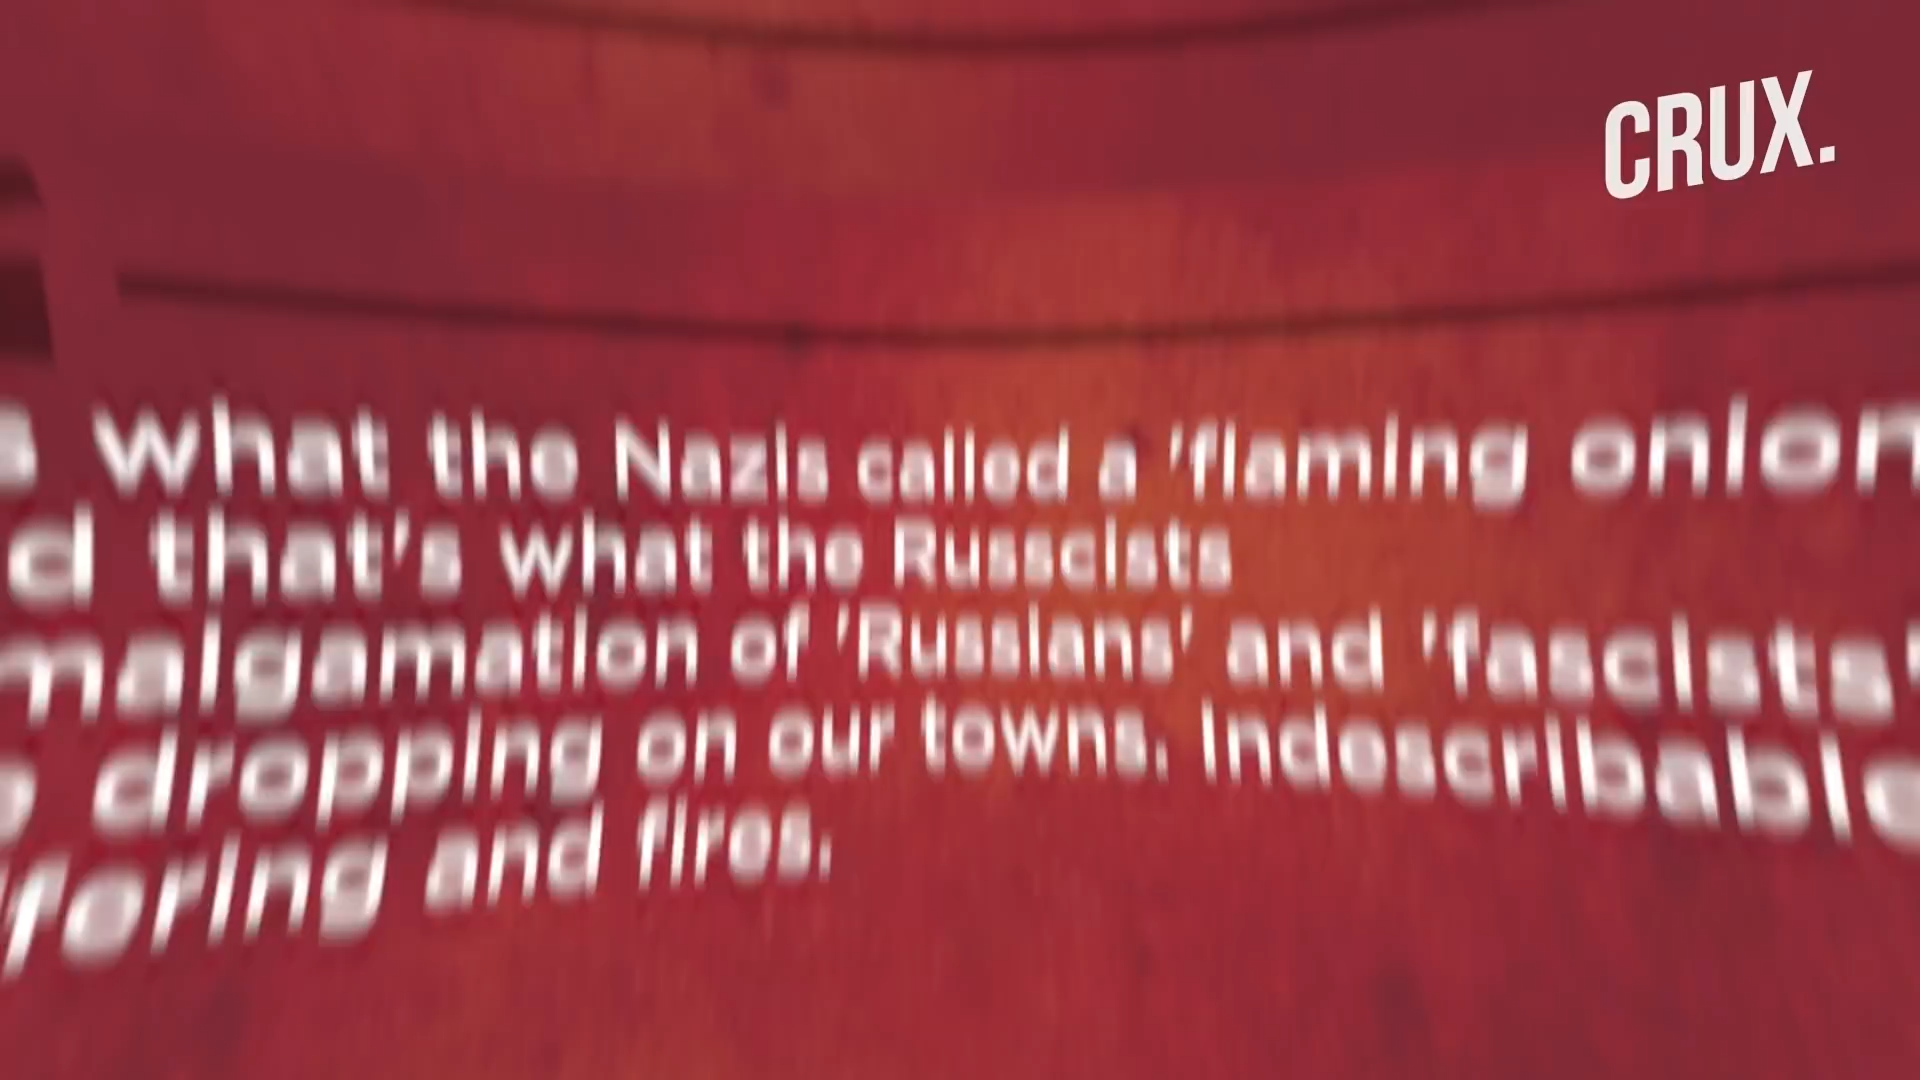 CRUX.
what the Nazis called a 'flaming onion
that's what the Russcists
malgamation of 'Russians' and 'fascists'
dropping on our towns. Indescribable
and fires.